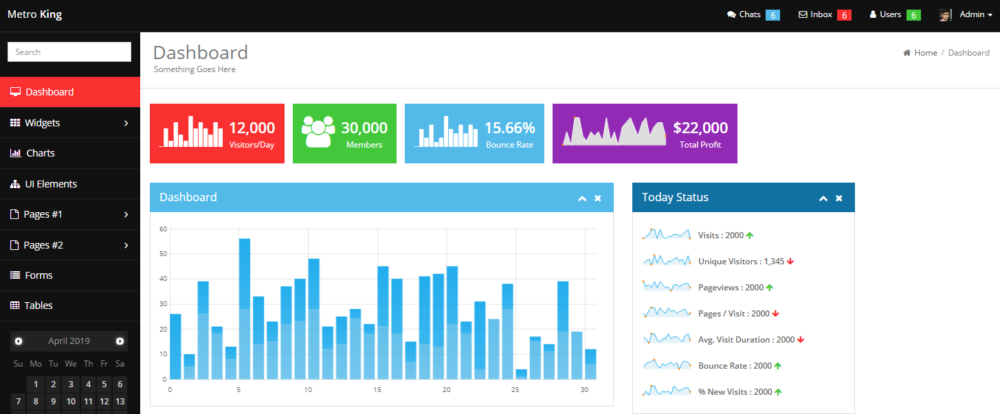 Metro King
Chats 6
Inbox 6
Users 6
Admin
Search
Dashboard
Widgets
Charts
UI Elements
Pages #1
Pages #2
Forms
Tables
April 2019
Su Mo Tu We Th Fr Sa
1 2 3 4 5 6
7 8 9 10 11 12 13
Dashboard
Something Goes Here
Home / Dashboard
12,000
Visitors/Day
30,000
Members
15.66%
Bounce Rate
$22,000
Total Profit
Dashboard
60
50
40
30
20
10
0
0 5 10 15 20 25 30
Today Status
Visits : 2000
Unique Visitors : 1,345
Pageviews : 2000
Pages / Visit : 2000
Avg. Visit Duration : 2000
Bounce Rate : 2000
% New Visits : 2000